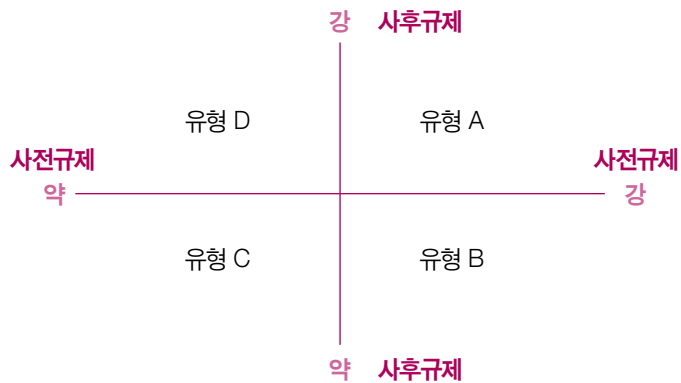 강 사후규제
유형 D 유형 A
사전규제 사전규제
약 강
유형 C 유형 B
약 사후규제